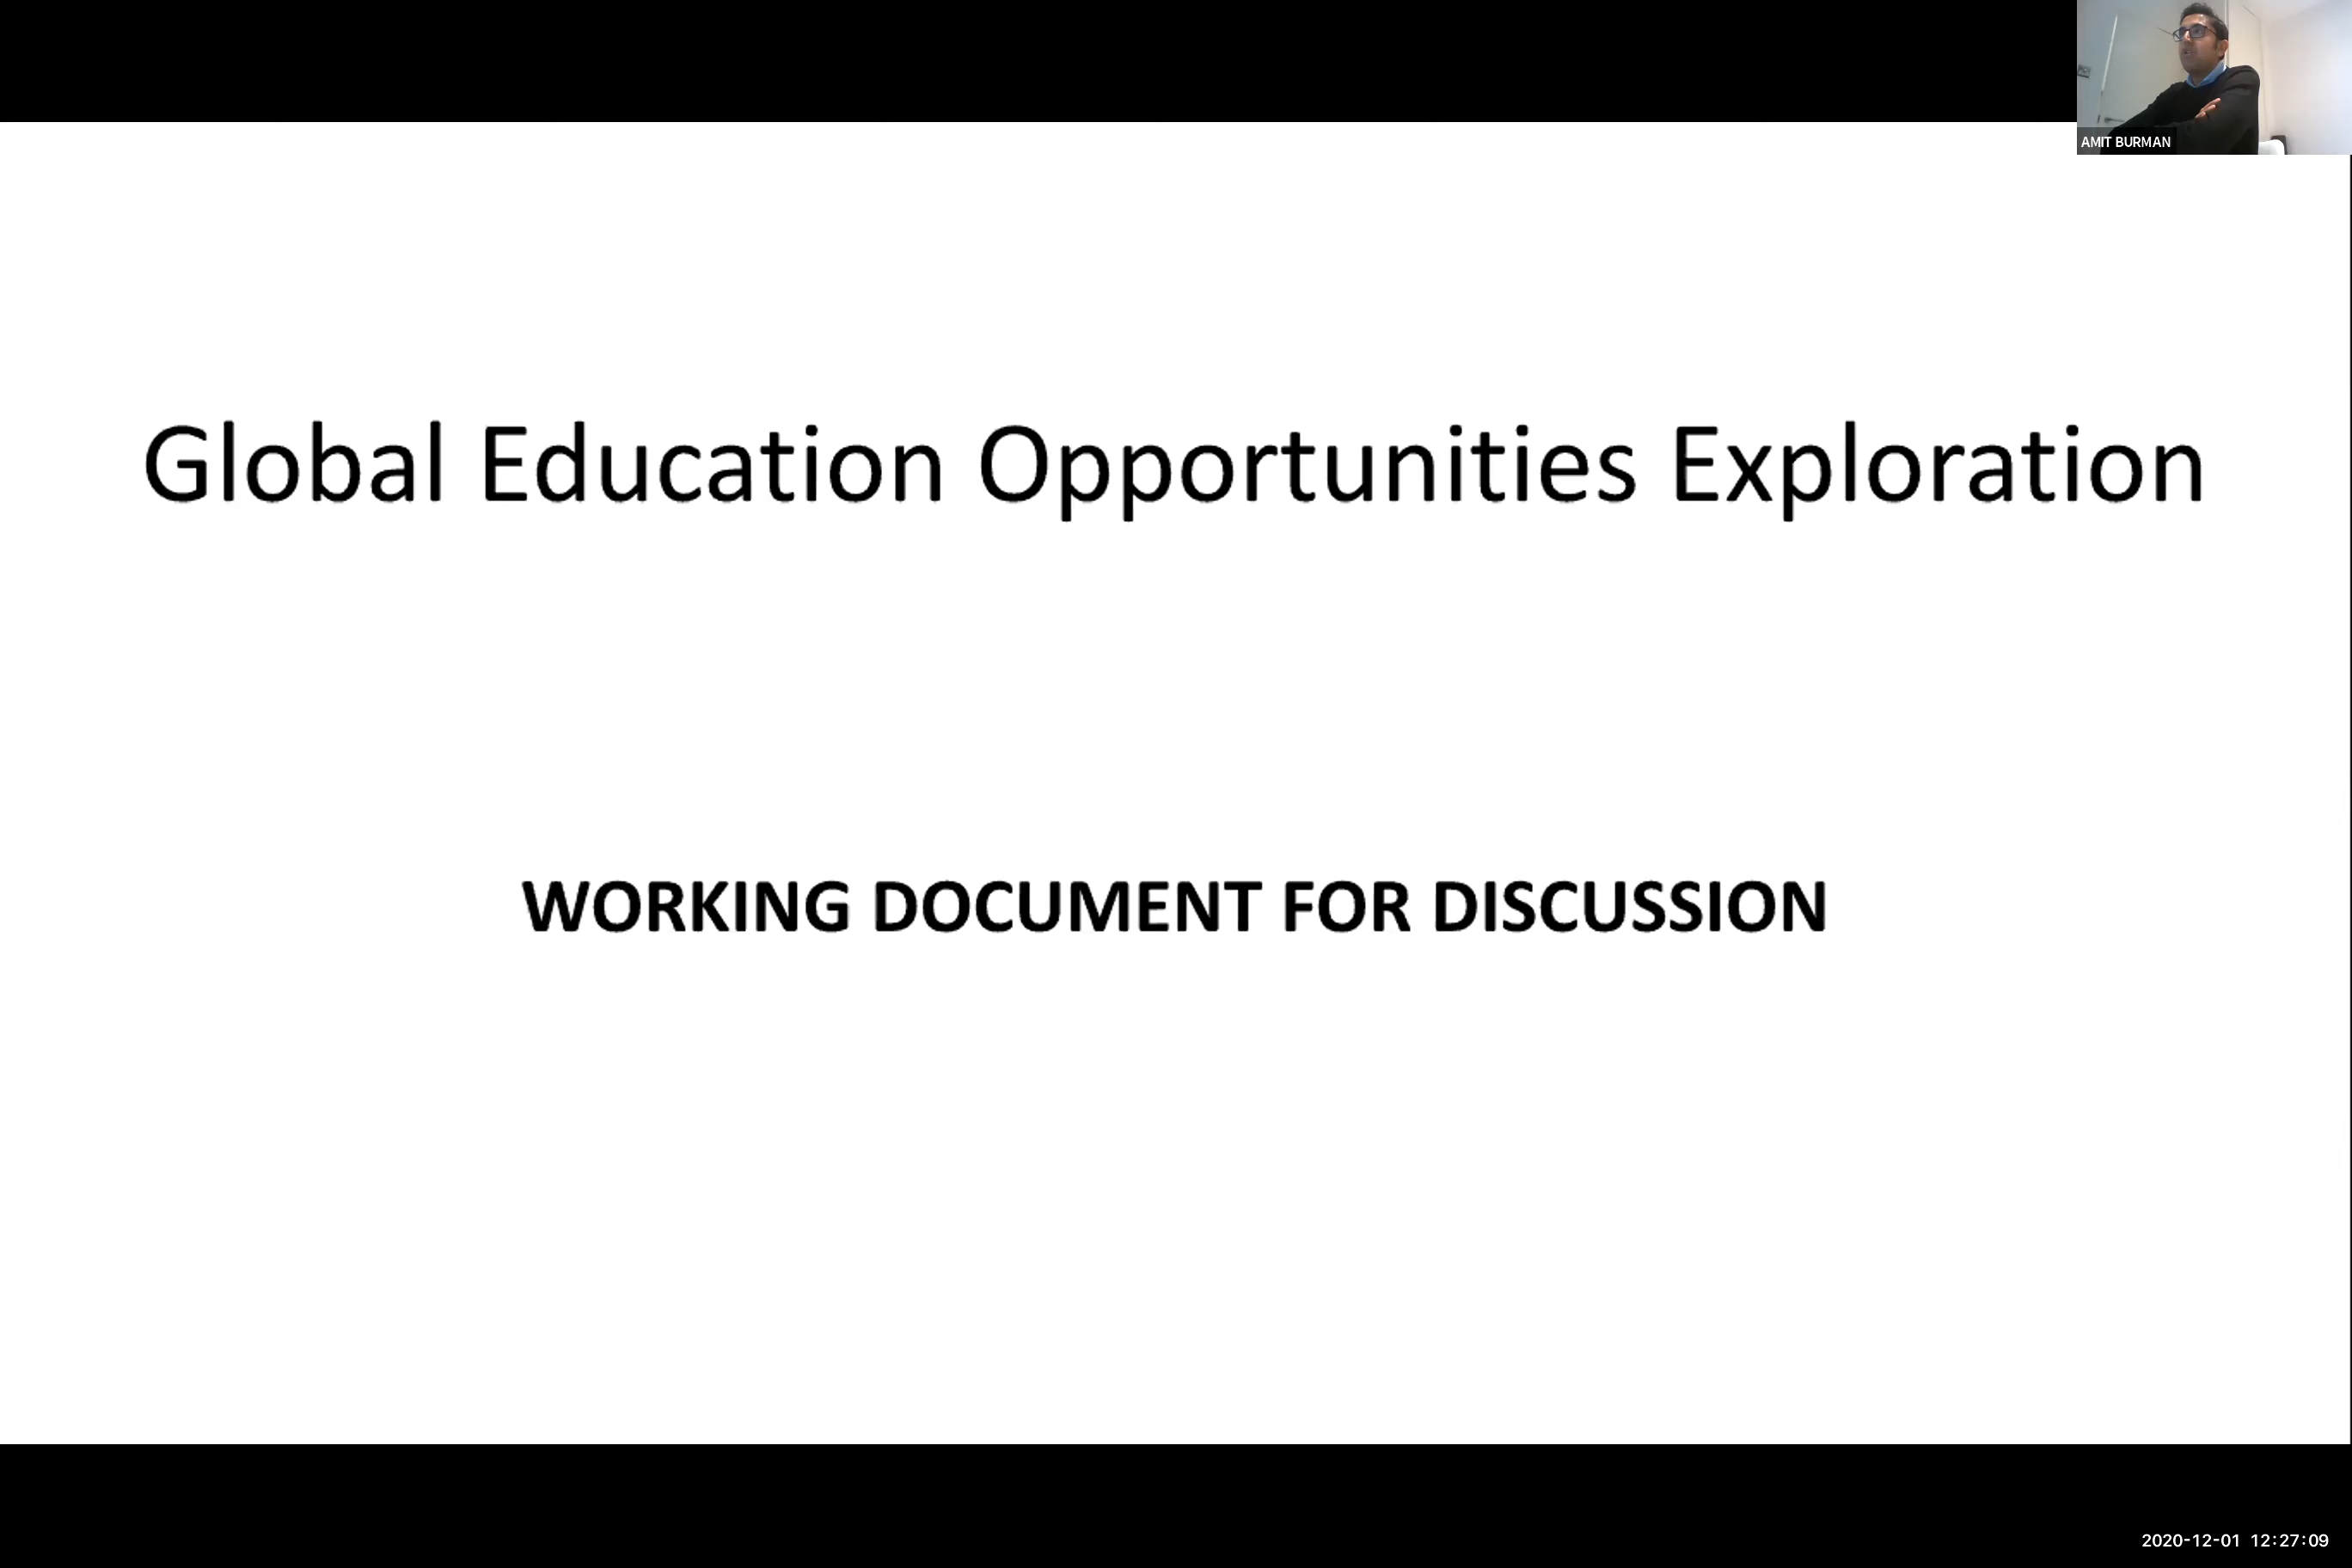 AMIT BURMAN
Global Education Opportunities Exploration
WORKING DOCUMENT FOR DISCUSSION
2020-12-01 12:27:09